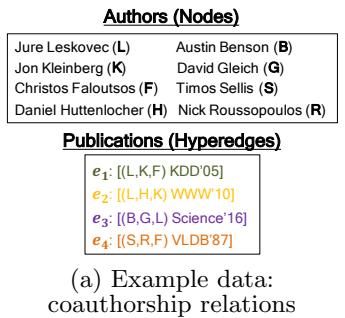 Authors (Nodes)
Jure Leskovec (L) Austin Benson (B)
Jon Kleinberg (K) David Gleich (G)
Christos Faloutsos (F) Timos Sellis (S)
Daniel Huttenlocher (H) Nick Roussopoulos (R)
Publications (Hyperedges)
e₁: [(L,K,F) KDD'05]
e₂: [(L,H,K) WWW'10]
e₃: [(B,G,L) Science'16]
e₄: [(S,R,F) VLDB'87]
(a) Example data:
coauthorship relations